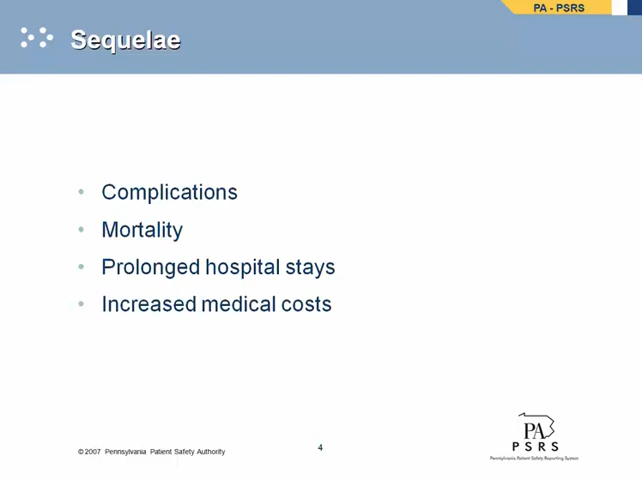 PA - PSRS
Sequelae
• Complications
• Mortality
• Prolonged hospital stays
• Increased medical costs
© 2007 Pennsylvania Patient Safety Authority
4
PA
PSRS
Pennsylvania Patient Safety Reporting System